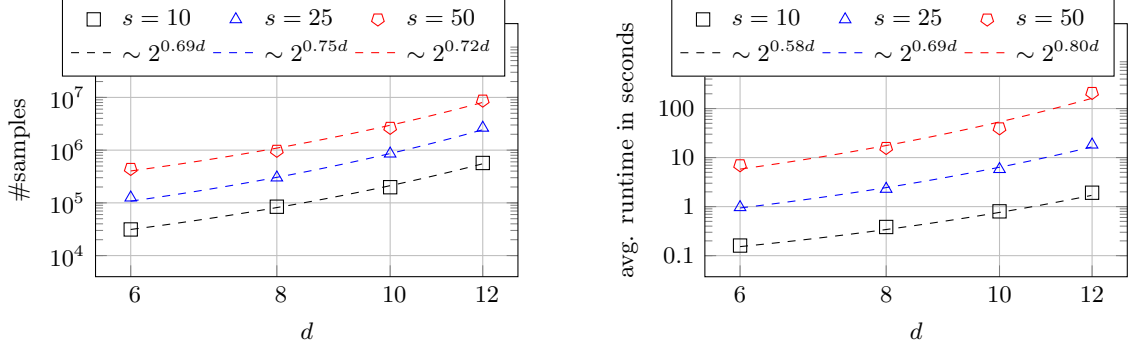 s = 10 s = 25 s = 50
∼ 2^{0.69d} ∼ 2^{0.75d} ∼ 2^{0.72d}
#samples
10^7
10^6
10^5
10^4
6 8 10 12
d
s = 10 s = 25 s = 50
∼ 2^{0.58d} ∼ 2^{0.69d} ∼ 2^{0.80d}
avg. runtime in seconds
100
10
1
0.1
6 8 10 12
d